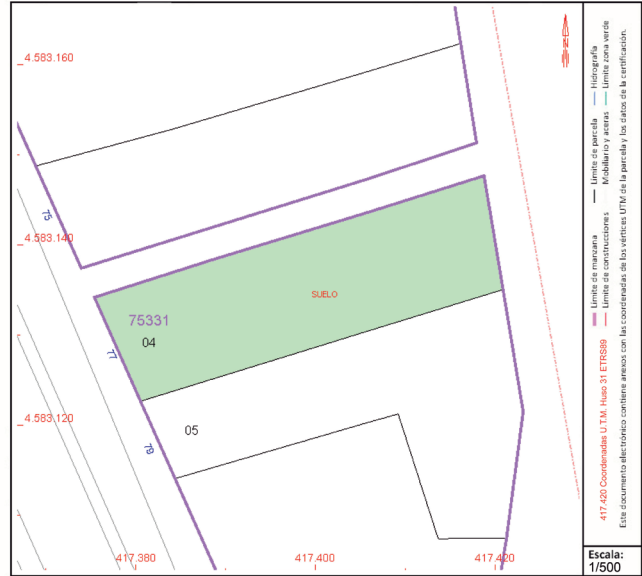 4.583.160
75
4.583.140
SUELO
75331
04
77
4.583.120
05
79
417.380
417.400
417.420
Límite de manzana
Límite de parcela
Hidrografía
Límite de construcciones
Mobiliario y aceras
Límite zona verde
417.420 Coordenadas U.T.M. Huso 31 ETRS89
Este documento electrónico contiene anexos con las coordenadas de los vértices UTM de la parcela y los datos de la certificación.
Escala:
1/500